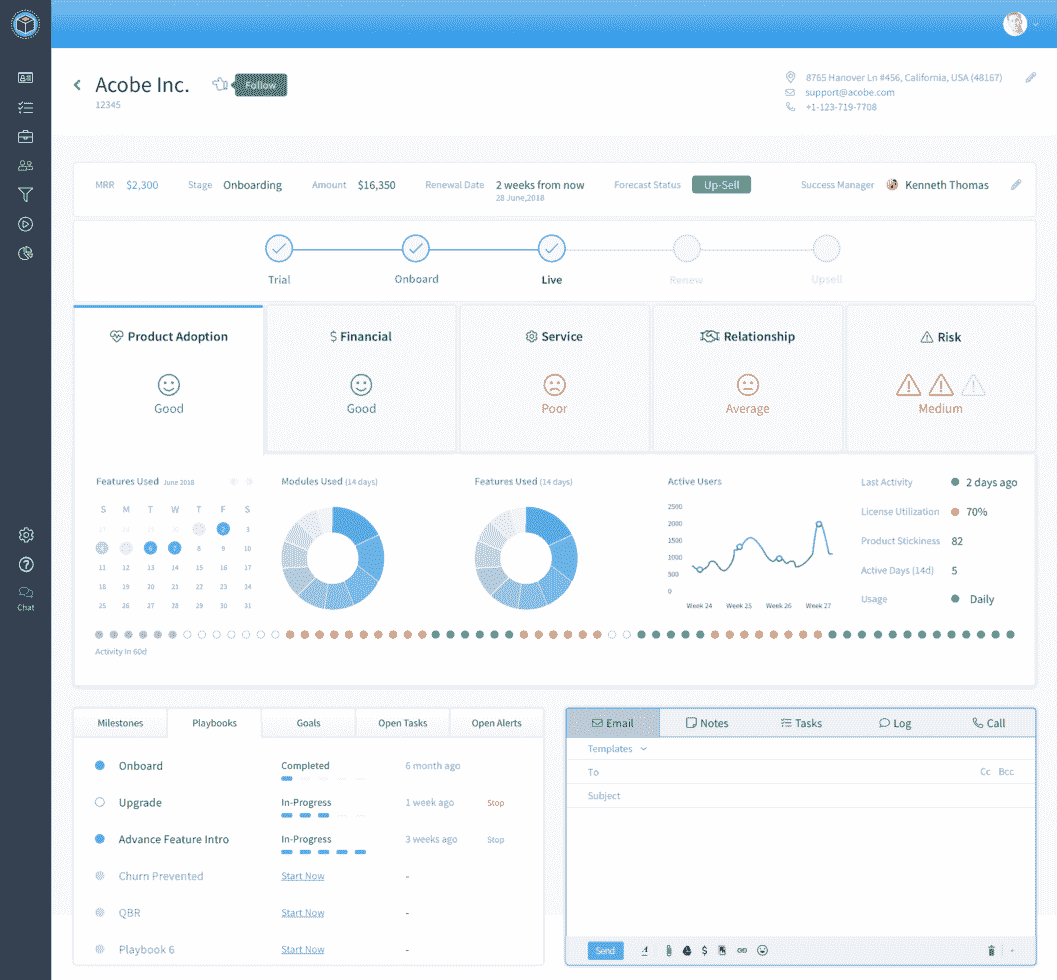 Acobe Inc.
Follow
12345
8765 Hanover Ln #456, California, USA (48167)
support@acobe.com
+1-123-719-7708
MRR $2,300 Stage Onboarding Amount $16,350 Renewal Date 2 weeks from now Forecast Status Up-Sell Success Manager Kenneth Thomas
28 June,2018
Trial Onboard Live Renew Upsell
Product Adoption $ Financial Service Relationship Risk
Good Good Poor Average Medium
Features Used June 2018
S M T W T F S
2 3
6 7 8 9 10
11 12 13 14 15 16 17
18 19 20 21 22 23 24
25 26 27 28 29 30 31
Modules Used (14 days)
Features Used (14 days)
Active Users
2500
2000
1500
1000
500
0
Week 24 Week 25 Week 26 Week 27
Last Activity 2 days ago
License Utilization 70%
Product Stickiness 82
Active Days (14d) 5
Usage Daily
Activity In 60d
Chat
Milestones Playbooks Goals Open Tasks Open Alerts
Onboard Completed 6 month ago
Upgrade In-Progress 1 week ago Stop
Advance Feature Intro In-Progress 3 weeks ago Stop
Churn Prevented Start Now -
QBR Start Now -
Playbook 6 Start Now -
Email Notes Tasks Log Call
Templates
To Cc Bcc
Subject
Send A $